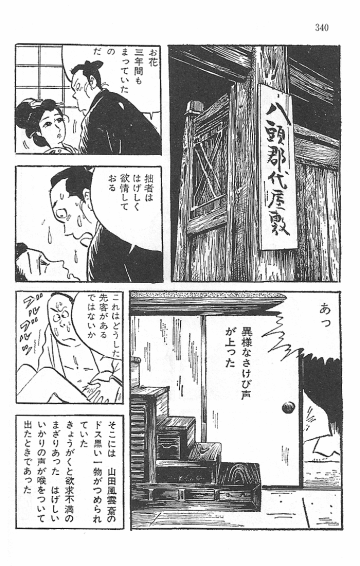 340
八頭郡代屋敷
お花
三年間も
まっていた
の
だ
拙者は
はげしく
欲情して
おる
あっ
異様なさけび声
が上った
これはどうした
先客がある
ではないか
そこには 山田風雲斎の
ドス黒い一物がつめられ
ていた
きょうがくと欲求不満の
まざりあった はげしい
いかりの声が喉をついて
出たときであった